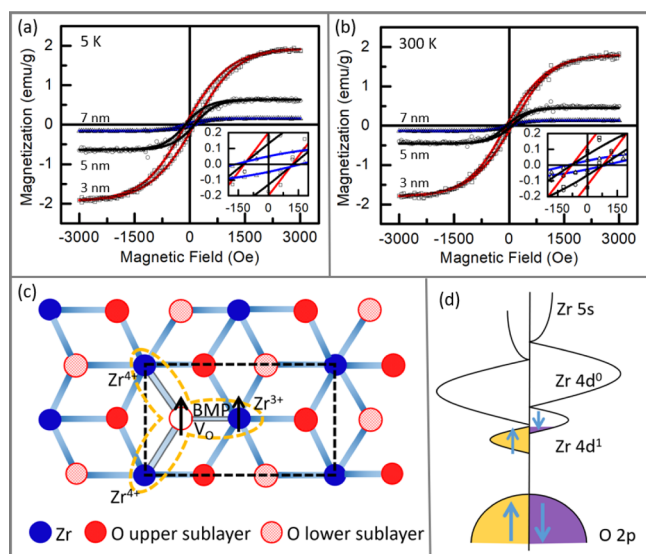 (a)
5 K
Magnetization (emu/g)
2
1
0
-1
-2
7 nm
5 nm
3 nm
0.2
0.1
0.0
-0.1
-0.2
-150
0
150
-3000
-1500
0
1500
3000
Magnetic Field (Oe)
(b)
300 K
Magnetization (emu/g)
2
1
0
-1
-2
7 nm
5 nm
3 nm
0.2
0.1
0.0
-0.1
-0.2
-150
0
150
-3000
-1500
0
1500
3000
Magnetic Field (Oe)
(c)
Zr⁴⁺
BMP
Zr³⁺
V_O
Zr⁴⁺
Zr
O upper sublayer
O lower sublayer
(d)
Zr 5s
Zr 4d⁰
Zr 4d¹
O 2p